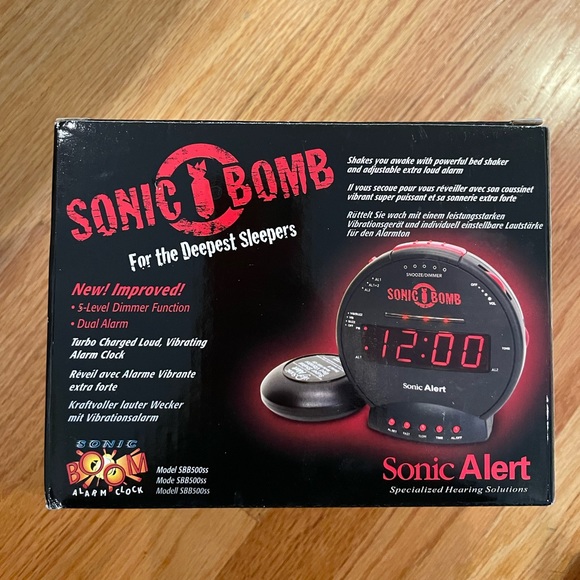 SONIC BOMB
For the Deepest Sleepers
Shakes you awake with powerful bed shaker
and adjustable extra loud alarm
Il vous secoue pour vous réveiller avec son coussinet
vibrant super puissant et sa sonnerie extra forte
Rüttelt Sie wach mit einem leistungsstarken
Vibrationsgerät und individuel einstellbare Lautstärke
für den Alarmton
New! Improved!
• 5-Level Dimmer Function
• Dual Alarm
Turbo Charged Loud, Vibrating
Alarm Clock
Réveil avec Alarme Vibrante
extra forte
Kraftvoller lauter Wecker
mit Vibrationsalarm
SNOOZE/DIMMER
SONIC BOMB
12:00
Sonic Alert
SONIC
BOOM
ALARM CLOCK
Model SBB500ss
Mode SBB500ss
Modell SBB500ss
Sonic Alert
Specialized Hearing Solutions